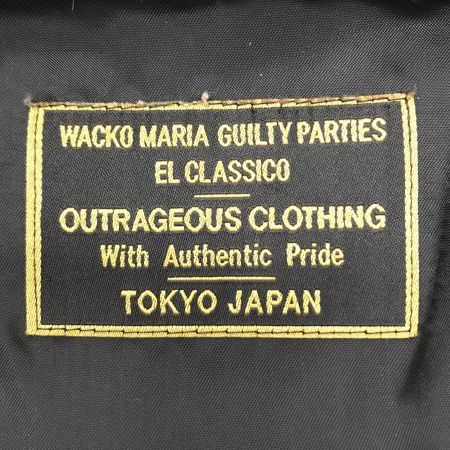 WACKO MARIA GUILTY PARTIES
EL CLASSICO
OUTRAGEOUS CLOTHING
With Authentic Pride
TOKYO JAPAN